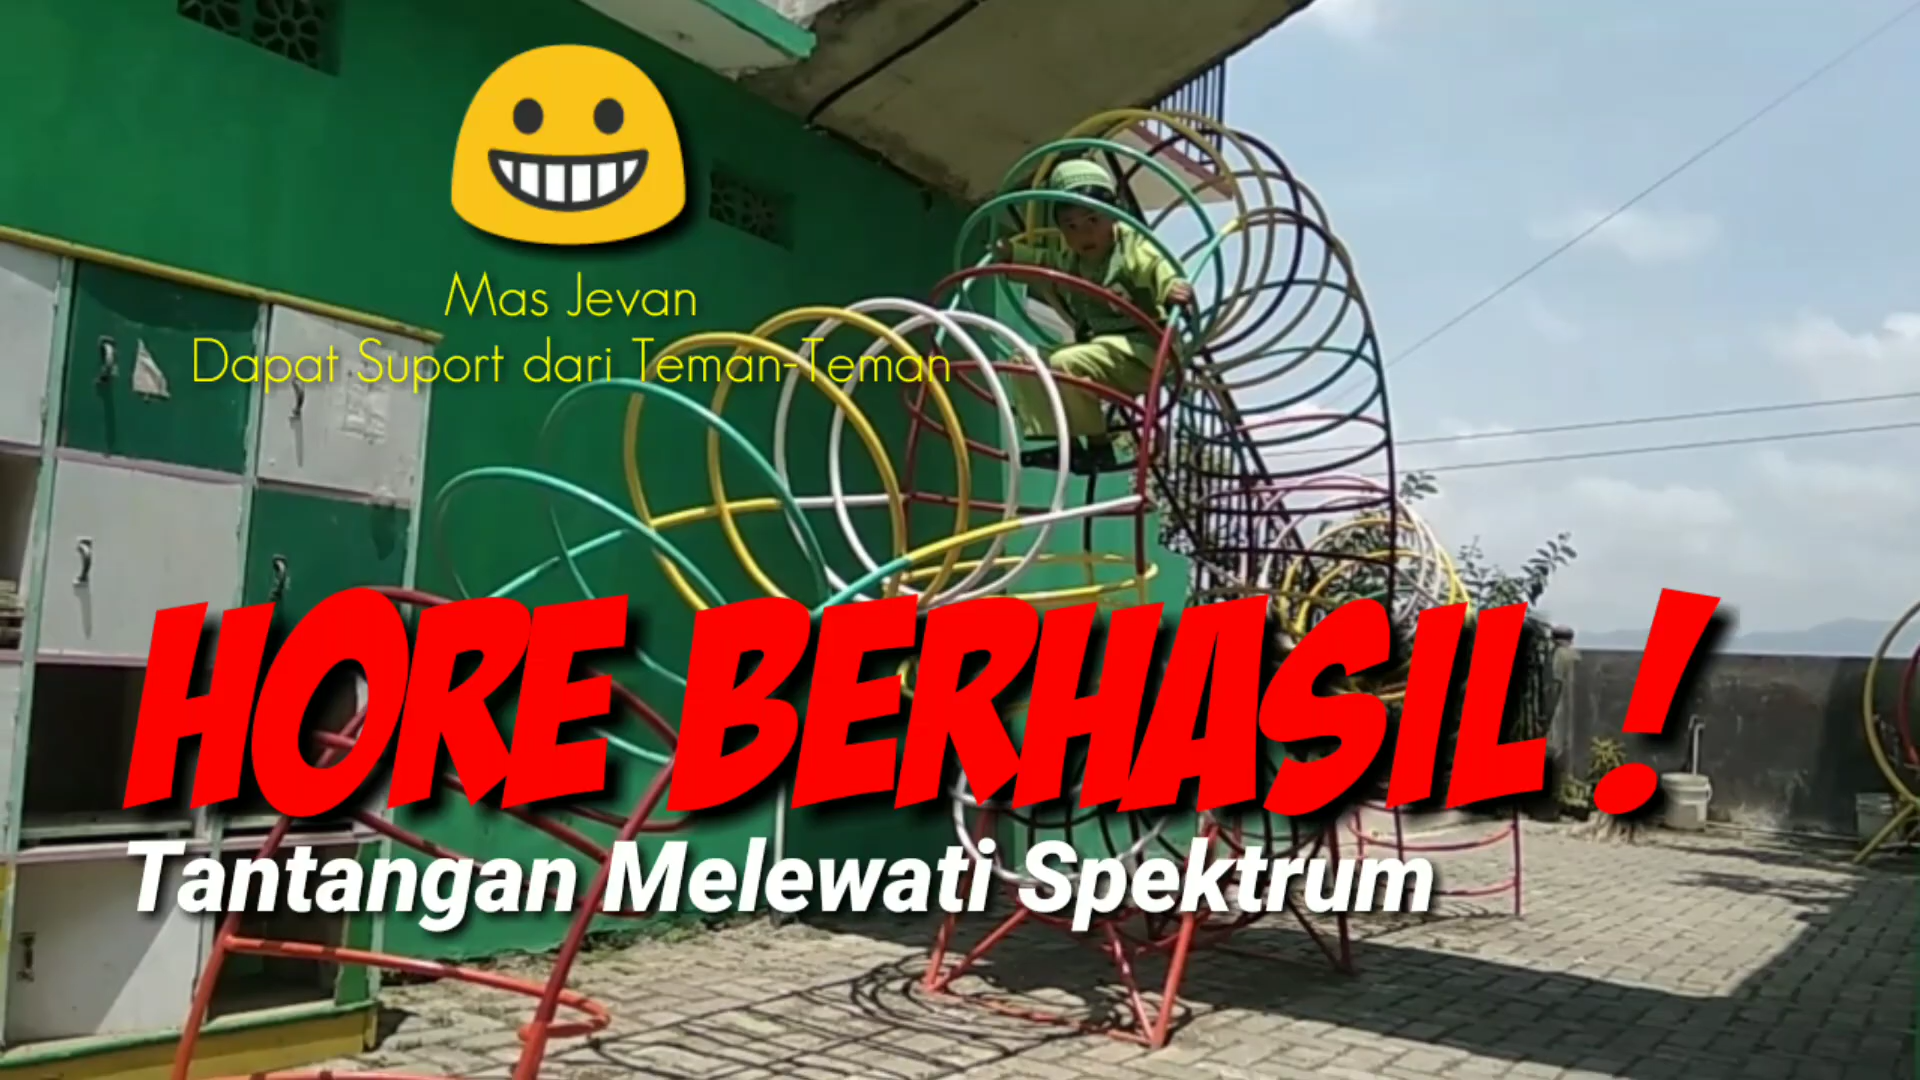 Mas Jevan
Dapat Suport dari Teman-Teman
HORE BERHASIL !
Tantangan Melewati Spektrum